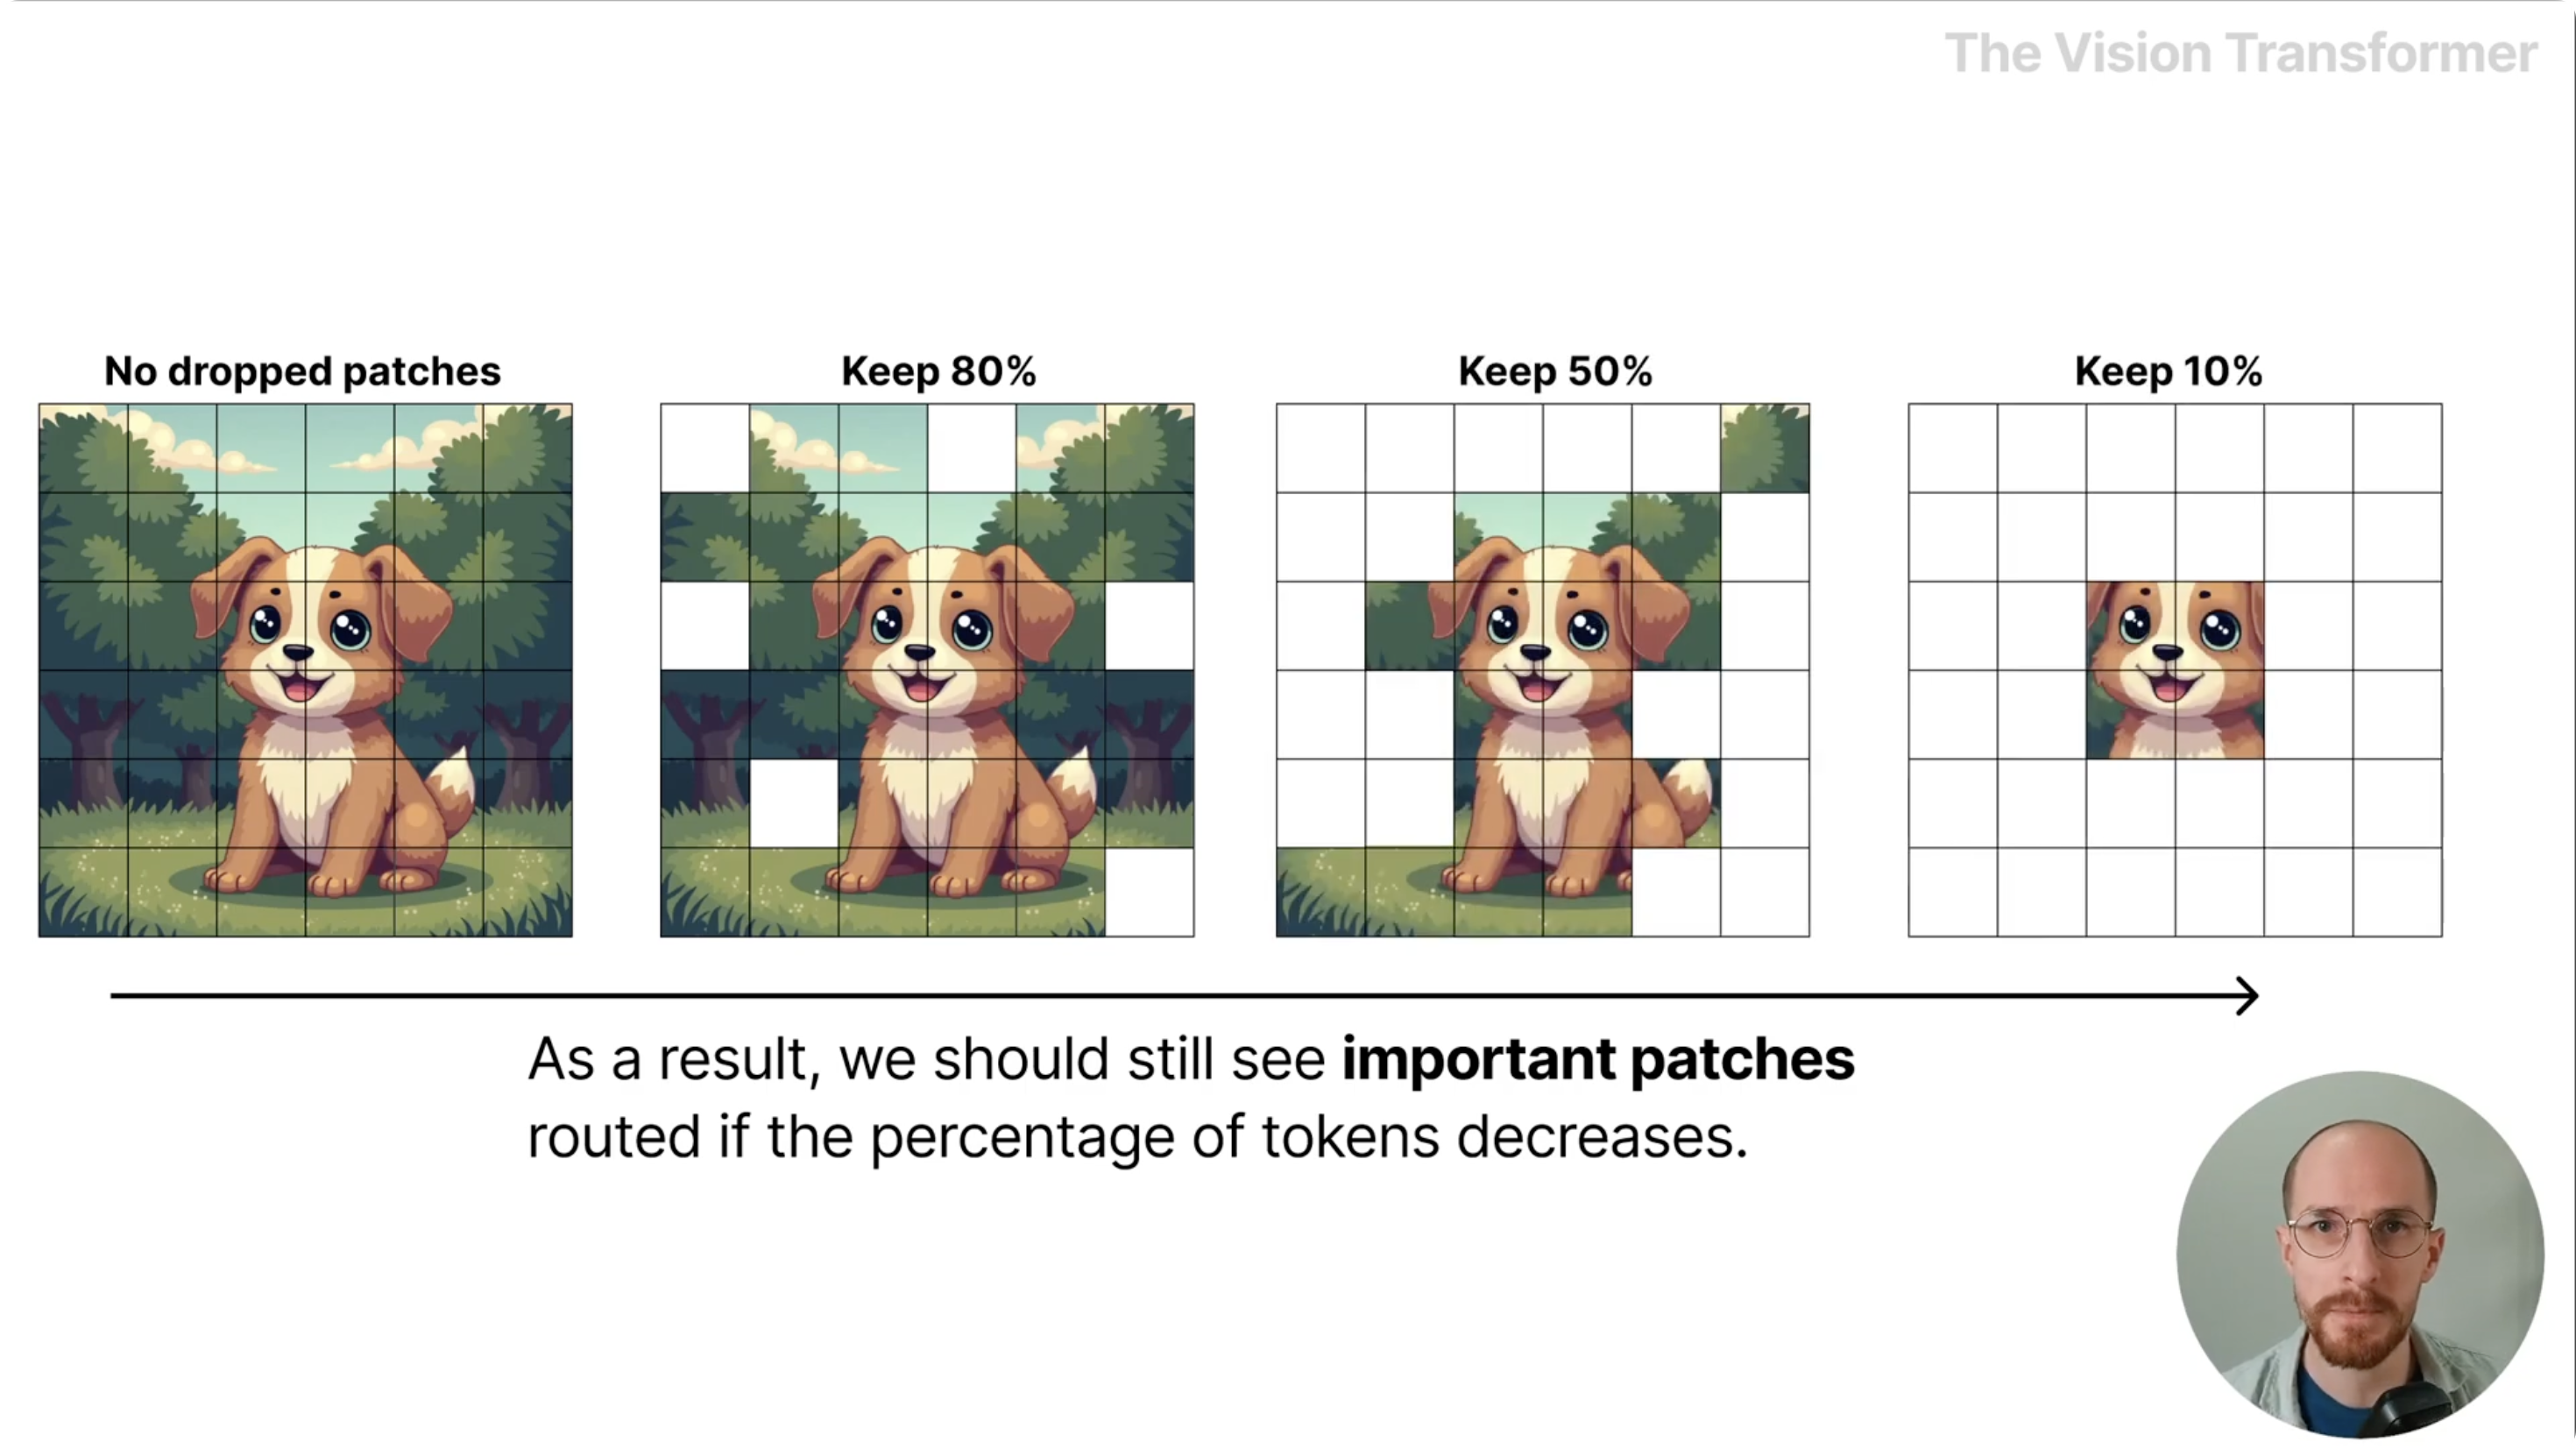 The Vision Transformer
No dropped patches
Keep 80%
Keep 50%
Keep 10%
As a result, we should still see important patches
routed if the percentage of tokens decreases.